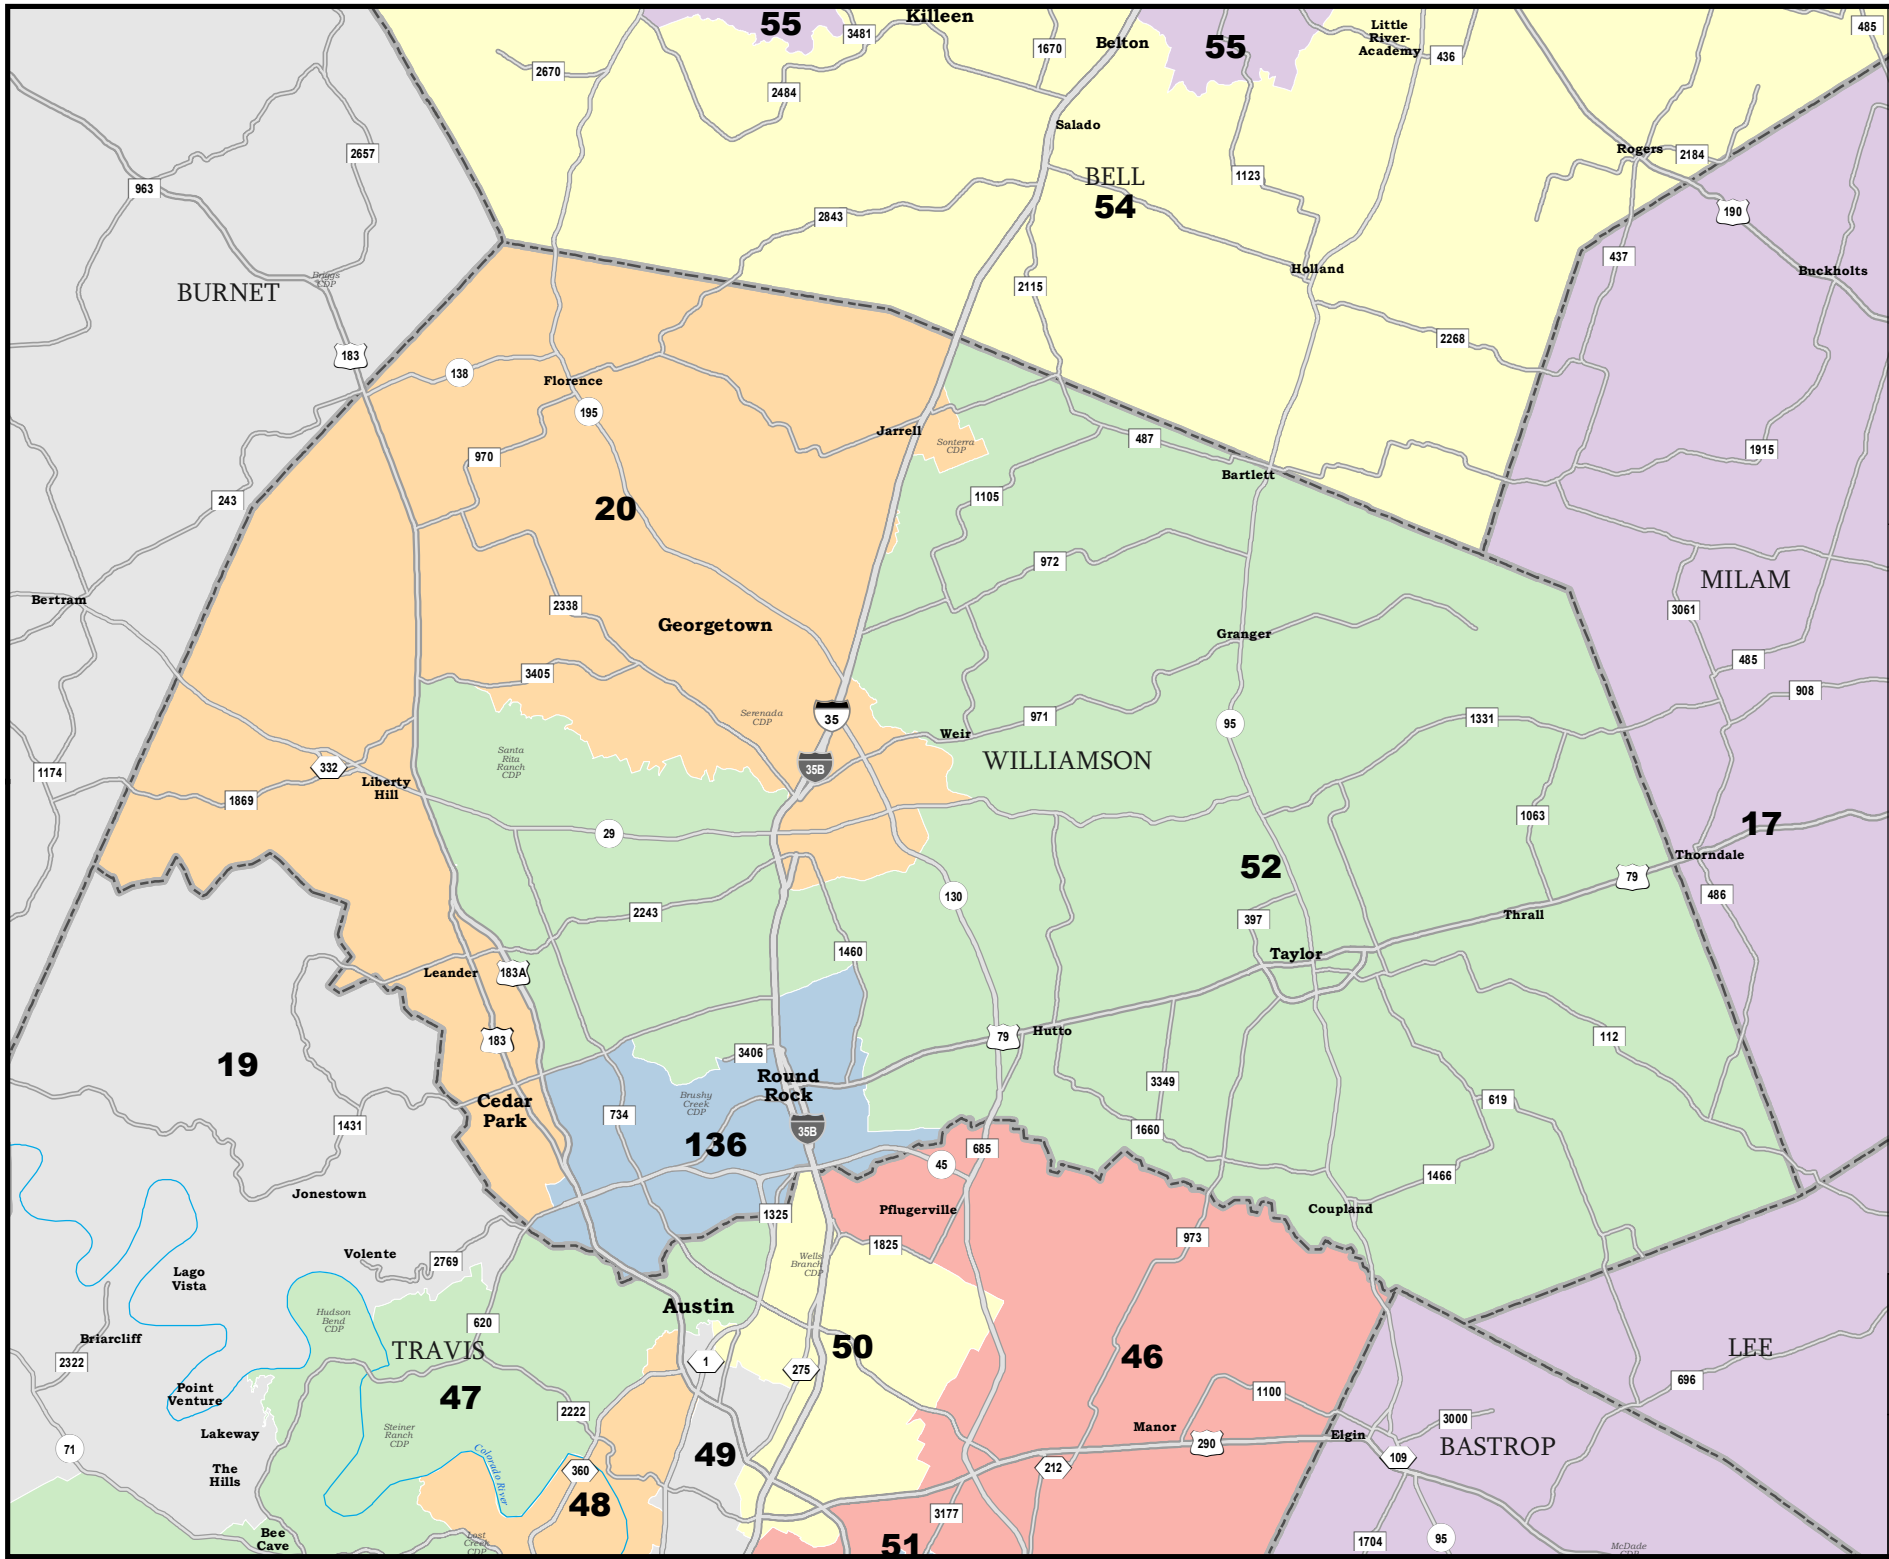 55
Killeen
3481
1670
Belton
55
Little
River-
Academy
436
485
2670
2484
Salado
2657
963
BELL
54
1123
Rogers
2184
190
2843
437
BURNET
Briggs
CDP
2115
Holland
Buckholts
183
2268
138
Florence
195
Jarrell
Sonterra
CDP
487
Bartlett
1915
970
243
20
1105
972
MILAM
Bertram
2338
Georgetown
3061
Granger
3405
485
908
Serenada
CDP
35
971
95
1331
Weir
Santa
Rita
Ranch
CDP
WILLIAMSON
1174
332
35B
Liberty
Hill
1869
29
1063
17
Thorndale
52
79
486
130
2243
397
Thrall
1460
Taylor
Leander
183A
Hutto
79
112
183
3406
19
Round
Rock
3349
Cedar
Park
Brushy
Creek
CDP
734
619
1431
35B
1660
136
685
45
1466
Jonestown
1325
Pflugerville
Coupland
973
1825
Volente
2769
Wells
Branch
CDP
Lago
Vista
Austin
Hudson
Bend
CDP
620
Briarcliff
TRAVIS
50
LEE
2322
1
275
46
696
Point
Venture
47
1100
2222
3000
Lakeway
Steiner
Ranch
CDP
Manor
Elgin
71
49
290
BASTROP
The
Hills
Colorado River
360
212
109
48
3177
Bee
Cave
Lost
Creek
CDP
51
1704
95
McDade
CDP